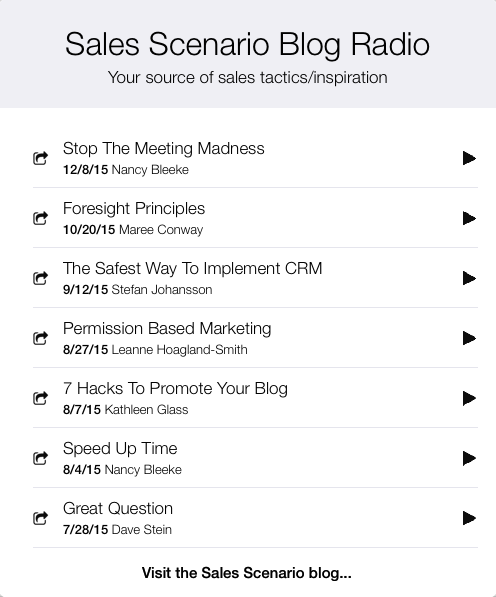 Sales Scenario Blog Radio
Your source of sales tactics/inspiration
Stop The Meeting Madness
12/8/15 Nancy Bleeke
Foresight Principles
10/20/15 Maree Conway
The Safest Way To Implement CRM
9/12/15 Stefan Johansson
Permission Based Marketing
8/27/15 Leanne Hoagland-Smith
7 Hacks To Promote Your Blog
8/7/15 Kathleen Glass
Speed Up Time
8/4/15 Nancy Bleeke
Great Question
7/28/15 Dave Stein
Visit the Sales Scenario blog...